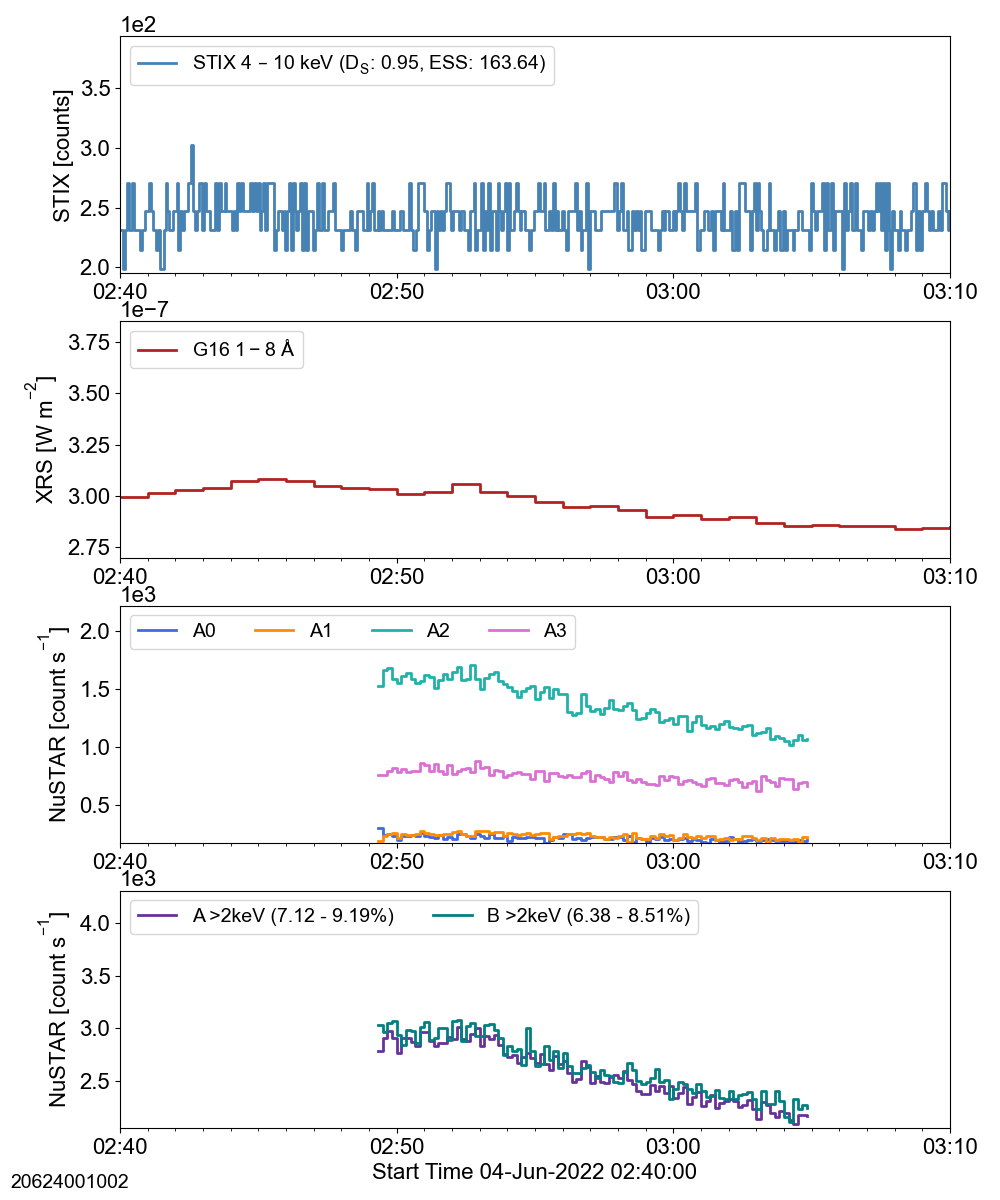 1e2
STIX 4 – 10 keV (D_S: 0.95, ESS: 163.64)
STIX [counts]
3.5
3.0
2.5
2.0
02:40 02:50 03:00 03:10
1e−7
G16 1 – 8 Å
XRS [W m⁻²]
3.75
3.50
3.25
3.00
2.75
02:40 02:50 03:00 03:10
1e3
A0 A1 A2 A3
NuSTAR [count s⁻¹]
2.0
1.5
1.0
0.5
02:40 02:50 03:00 03:10
1e3
A >2keV (7.12 - 9.19%) B >2keV (6.38 - 8.51%)
NuSTAR [count s⁻¹]
4.0
3.5
3.0
2.5
02:40 02:50 03:00 03:10
Start Time 04-Jun-2022 02:40:00
20624001002